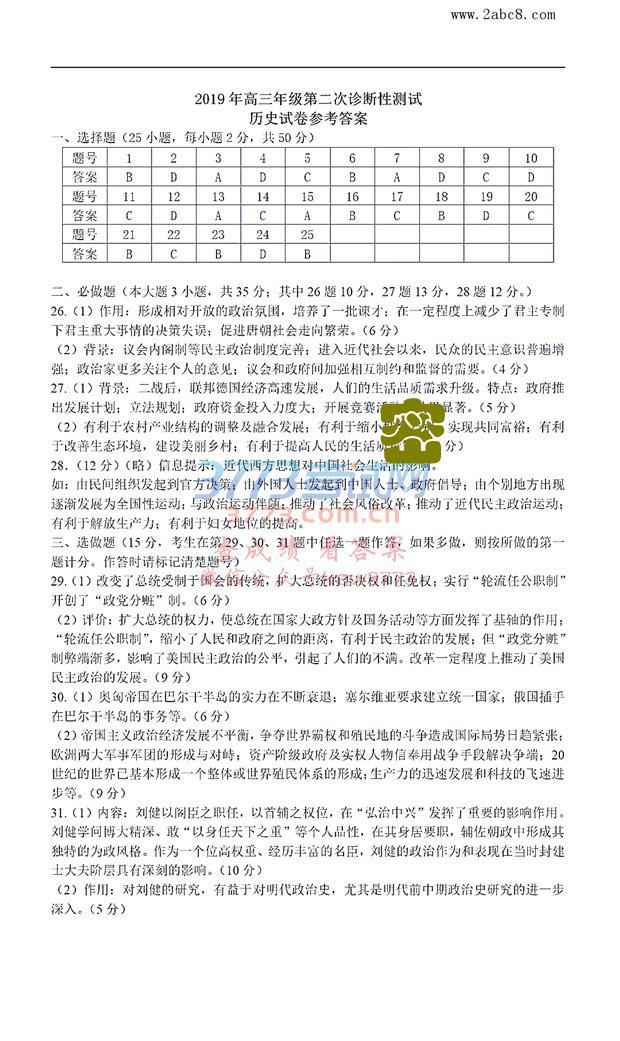 www.2abc8.com
2019 年高三年级第二次诊断性测试
历史试卷参考答案
一、选择题（25 小题，每小题 2 分，共 50 分）
题号 1 2 3 4 5 6 7 8 9 10
答案 B D A D C B A D C D
题号 11 12 13 14 15 16 17 18 19 20
答案 C D A C A B C B D C
题号 21 22 23 24 25
答案 B C B D B
二、必做题（本大题 3 小题，共 35 分；其中 26 题 10 分，27 题 13 分，28 题 12 分。）
26.（1）作用：形成相对开放的政治氛围，培养了一批谏才；在一定程度上减少了君主专制
下君主重大事情的决策失误；促进唐朝社会走向繁荣。（6 分）
（2）背景：议会内阁制等民主政治制度完善；进入近代社会以来，民众的民主意识普遍增
强；政治家更多关注个人的意见；议会和政府间加强相互制约和监督的需要。（4 分）
27.（1）背景：二战后，联邦德国经济高速发展，人们的生活品质需求升级。特点：政府推
出发展计划；立法规划；政府资金投入力度大；开展竞赛活 显著。（5 分）
（2）有利于农村产业结构的调整及融合发展；有利于缩小 实现共同富裕；有利
于改善生态环境，建设美丽乡村；有利于提高人民的生活质 分）
28.（12 分）（略）信息提示：近代西方思想对中国社会生活的影响。
如：由民间组织发起到官方决策；由外国人士发起到中国人士、政府倡导；由个别地方出现
逐渐发展为全国性运动；与政治运动伴随；推动了社会风俗改革；推动了近代民主政治运动；
有利于解放生产力；有利于妇女地位的提高。
三、选做题（15 分，考生在第 29、30、31 题中任选一题作答，如果多做，则按所做的第一
题计分。作答时请标记清楚题号）
29.（1）改变了总统受制于国会的传统，扩大总统的否决权和任免权；实行“轮流任公职制”
开创了“政党分赃”制。（6 分）
（2）评价：扩大总统的权力，使总统在国家大政方针及国务活动等方面发挥了基轴的作用；
“轮流任公职制”，缩小了人民和政府之间的距离，有利于民主政治的发展；但“政党分赃”
制弊端渐多，影响了美国民主政治的公平，引起了人们的不满。改革一定程度上推动了美国
民主政治的发展。（9 分）
30.（1）奥匈帝国在巴尔干半岛的实力在不断衰退；塞尔维亚要求建立统一国家；俄国插手
在巴尔干半岛的事务等。（6 分）
（2）帝国主义政治经济发展不平衡，争夺世界霸权和殖民地的斗争造成国际局势日趋紧张；
欧洲两大军事军团的形成与对峙；资产阶级政府及实权人物信奉用战争手段解决争端；20
世纪的世界已基本形成一个整体或世界殖民体系的形成；生产力的迅速发展和科技的飞速进
步等。（9 分）
31.（1）内容：刘健以阁臣之职任，以首辅之权位，在“弘治中兴”发挥了重要的影响作用。
刘健学问博大精深、敢“以身任天下之重”等个人品性，在其身居要职，辅佐朝政中形成其
独特的为政风格。作为一个位高权重、经历丰富的名臣，刘健的政治作为和表现在当时封建
士大夫阶层具有深刻的影响。（10 分）
（2）作用：对刘健的研究，有益于对明代政治史，尤其是明代前中期政治史研究的进一步
深入。（5 分）